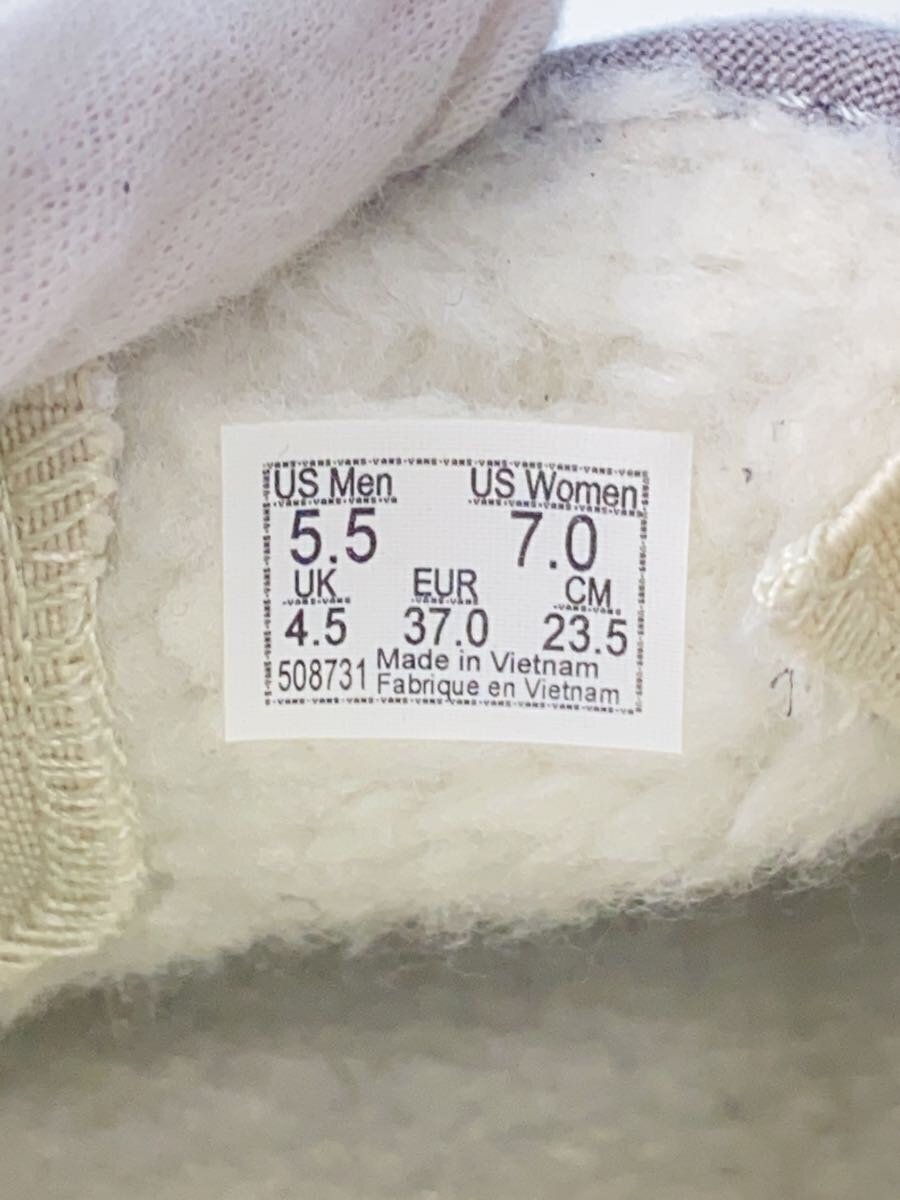 US Men US Women
5.5 7.0
UK EUR CM
4.5 37.0 23.5
508731 Made in Vietnam
Fabrique en Vietnam